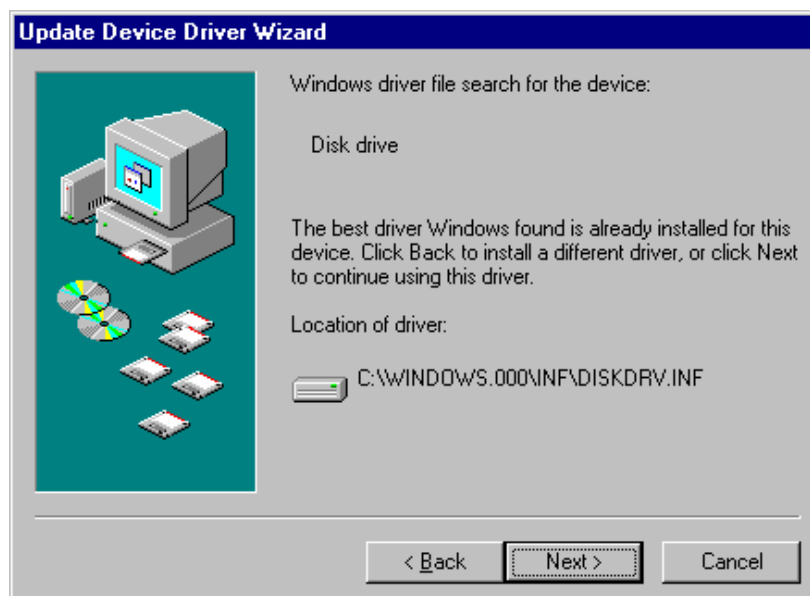 Update Device Driver Wizard
Windows driver file search for the device:
Disk drive
The best driver Windows found is already installed for this
device. Click Back to install a different driver, or click Next
to continue using this driver.
Location of driver:
C:\WINDOWS.000\INF\DISKDRV.INF
< Back
Next >
Cancel